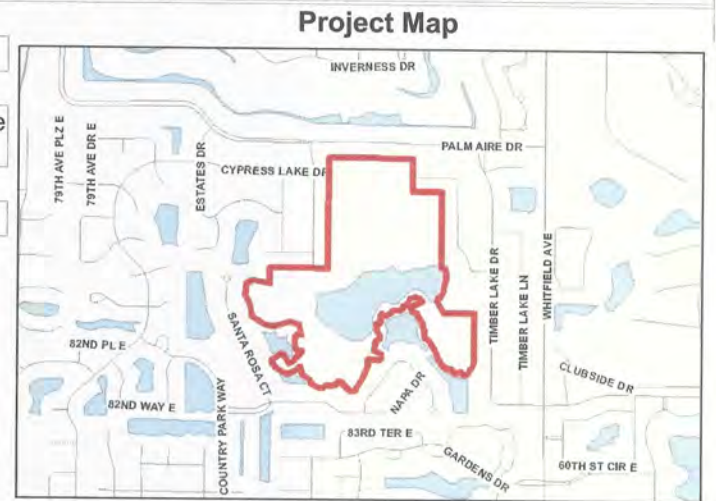 Project Map
INVERNESS DR
PALM AIRE DR
CYPRESS LAKE DR
79TH AVE PLZ E
79TH AVE DR E
ESTATES DR
TIMBER LAKE DR
TIMBER LAKE LN
WHITFIELD AVE
SANTA ROSA CT
82ND PL E
82ND WAY E
COUNTRY PARK WAY
NAPA DR
CLUBSIDE DR
83RD TER E
GARDENS DR
60TH ST CIR E